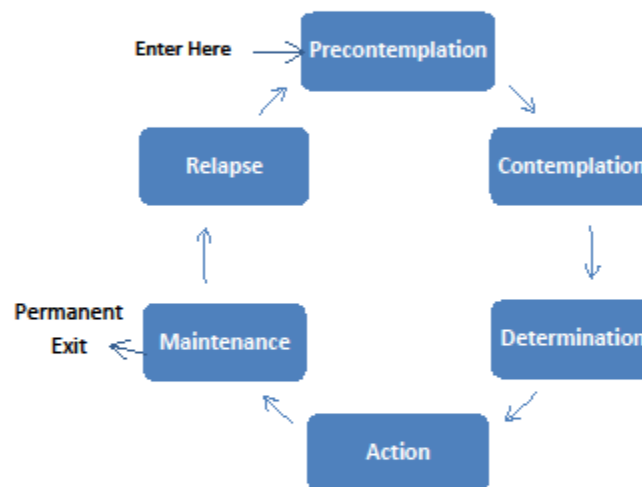 Enter Here
Precontemplation
Relapse
Contemplation
Permanent
Exit
Maintenance
Determination
Action